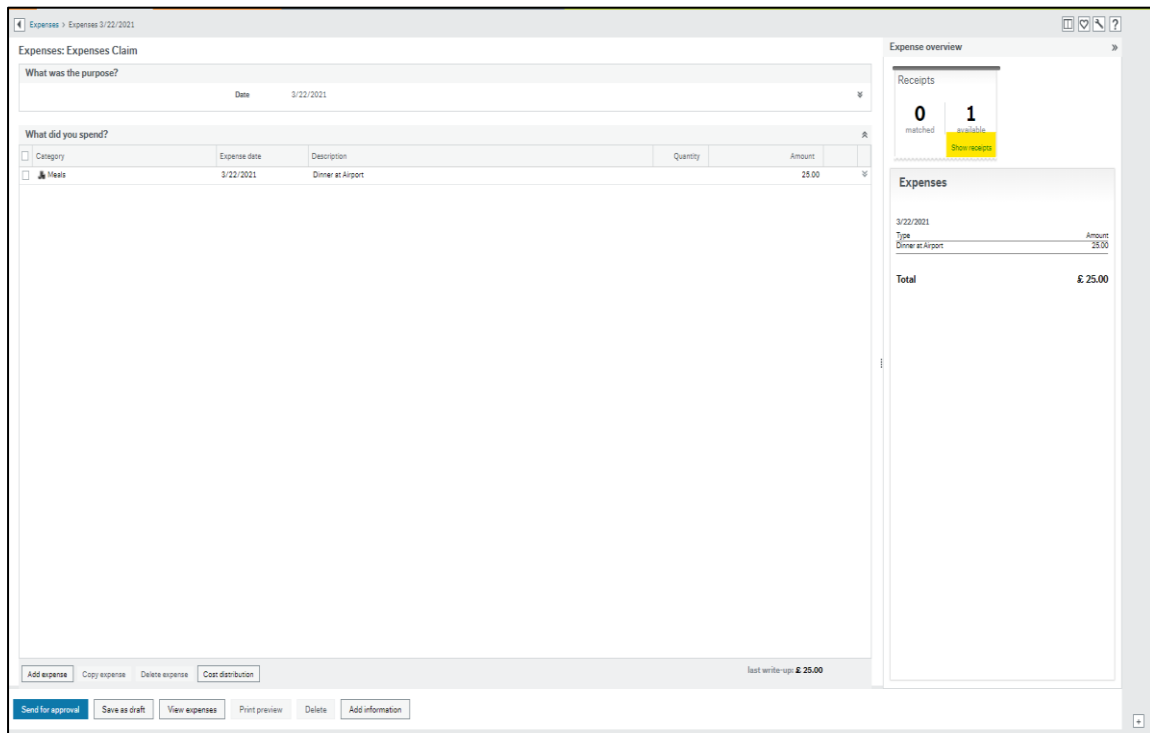 Expenses > Expenses 3/22/2021
?
Expenses: Expenses Claim
What was the purpose?
Date 3/22/2021
What did you spend?
Category Expense date Description Quantity Amount
Meals 3/22/2021 Dinner at Airport 25.00
Add expense Copy expense Delete expense Cost distribution last write-up: £ 25.00
Send for approval Save as draft View expenses Print preview Delete Add information
Expense overview
Receipts
0 1
matched available
Show receipts
Expenses
3/22/2021
Type Amount
Dinner at Airport 25.00
Total £ 25.00